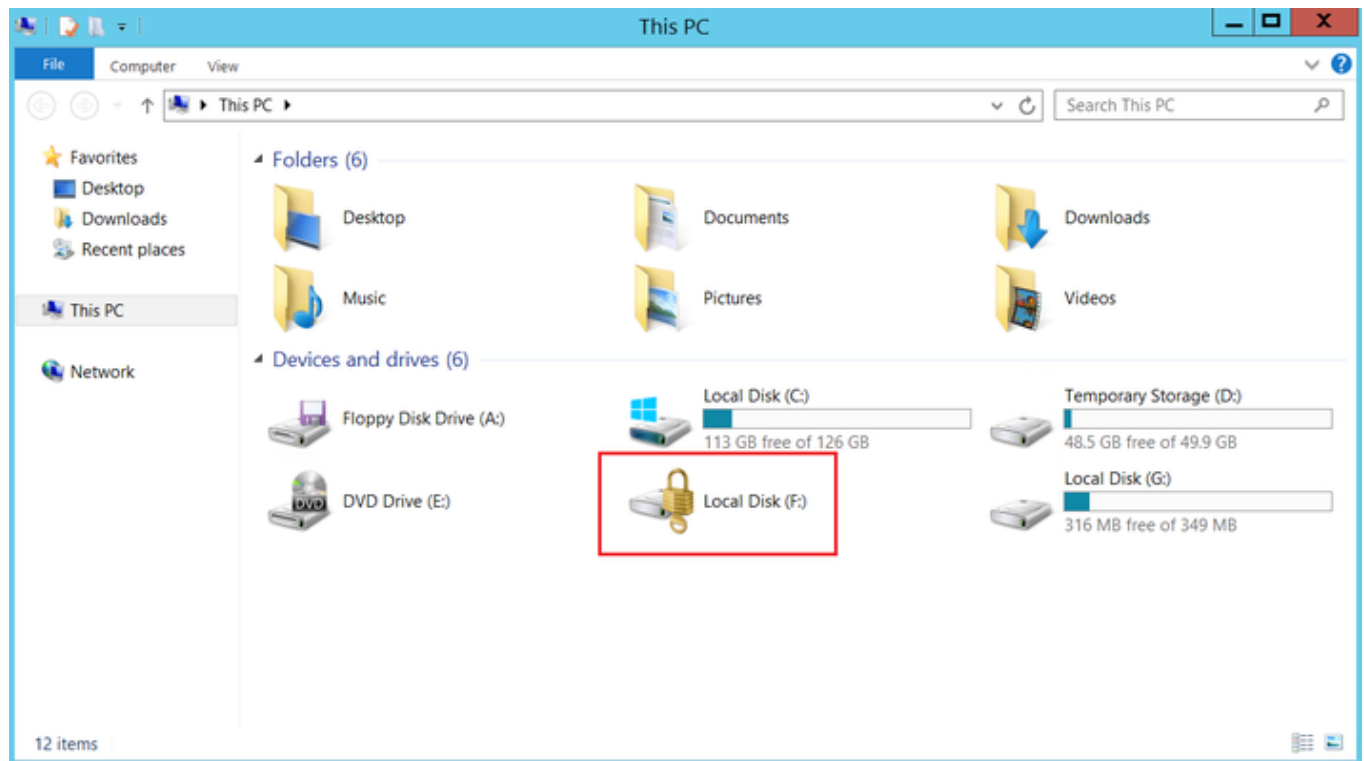 This PC
File Computer View
This PC
Search This PC
Favorites
Desktop
Downloads
Recent places
This PC
Network
Folders (6)
Desktop Documents Downloads
Music Pictures Videos
Devices and drives (6)
Floppy Disk Drive (A:)
Local Disk (C:)
113 GB free of 126 GB
Temporary Storage (D:)
48.5 GB free of 49.9 GB
DVD Drive (E:)
DVD
Local Disk (F:)
Local Disk (G:)
316 MB free of 349 MB
12 items